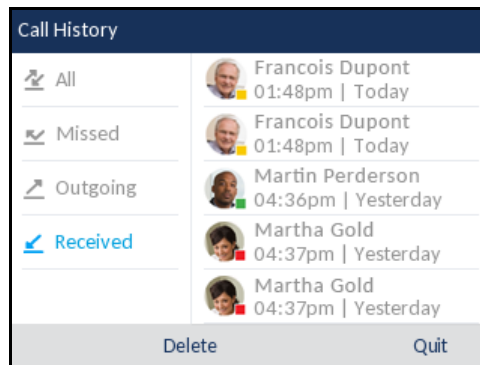 Call History
All
Missed
Outgoing
Received
Francois Dupont
01:48pm | Today
Francois Dupont
01:48pm | Today
Martin Perderson
04:36pm | Yesterday
Martha Gold
04:37pm | Yesterday
Martha Gold
04:37pm | Yesterday
Delete
Quit